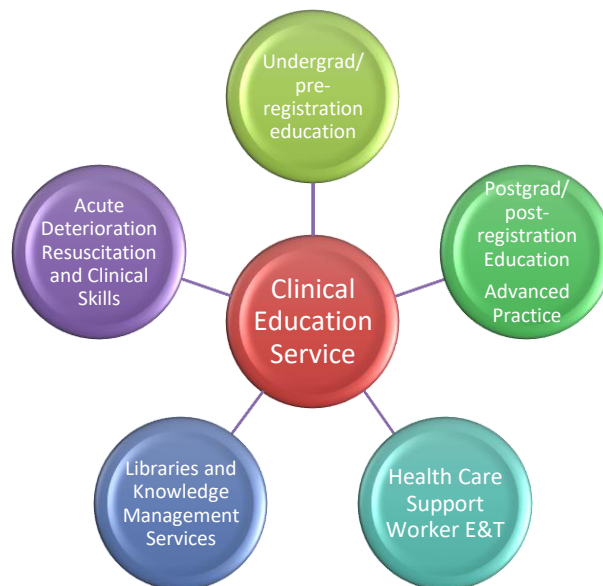 Undergrad/
pre-
registration
education
Acute
Deterioration
Resuscitation
and Clinical
Skills
Postgrad/
post-
registration
Education
Advanced
Practice
Clinical
Education
Service
Libraries and
Knowledge
Management
Services
Health Care
Support
Worker E&T